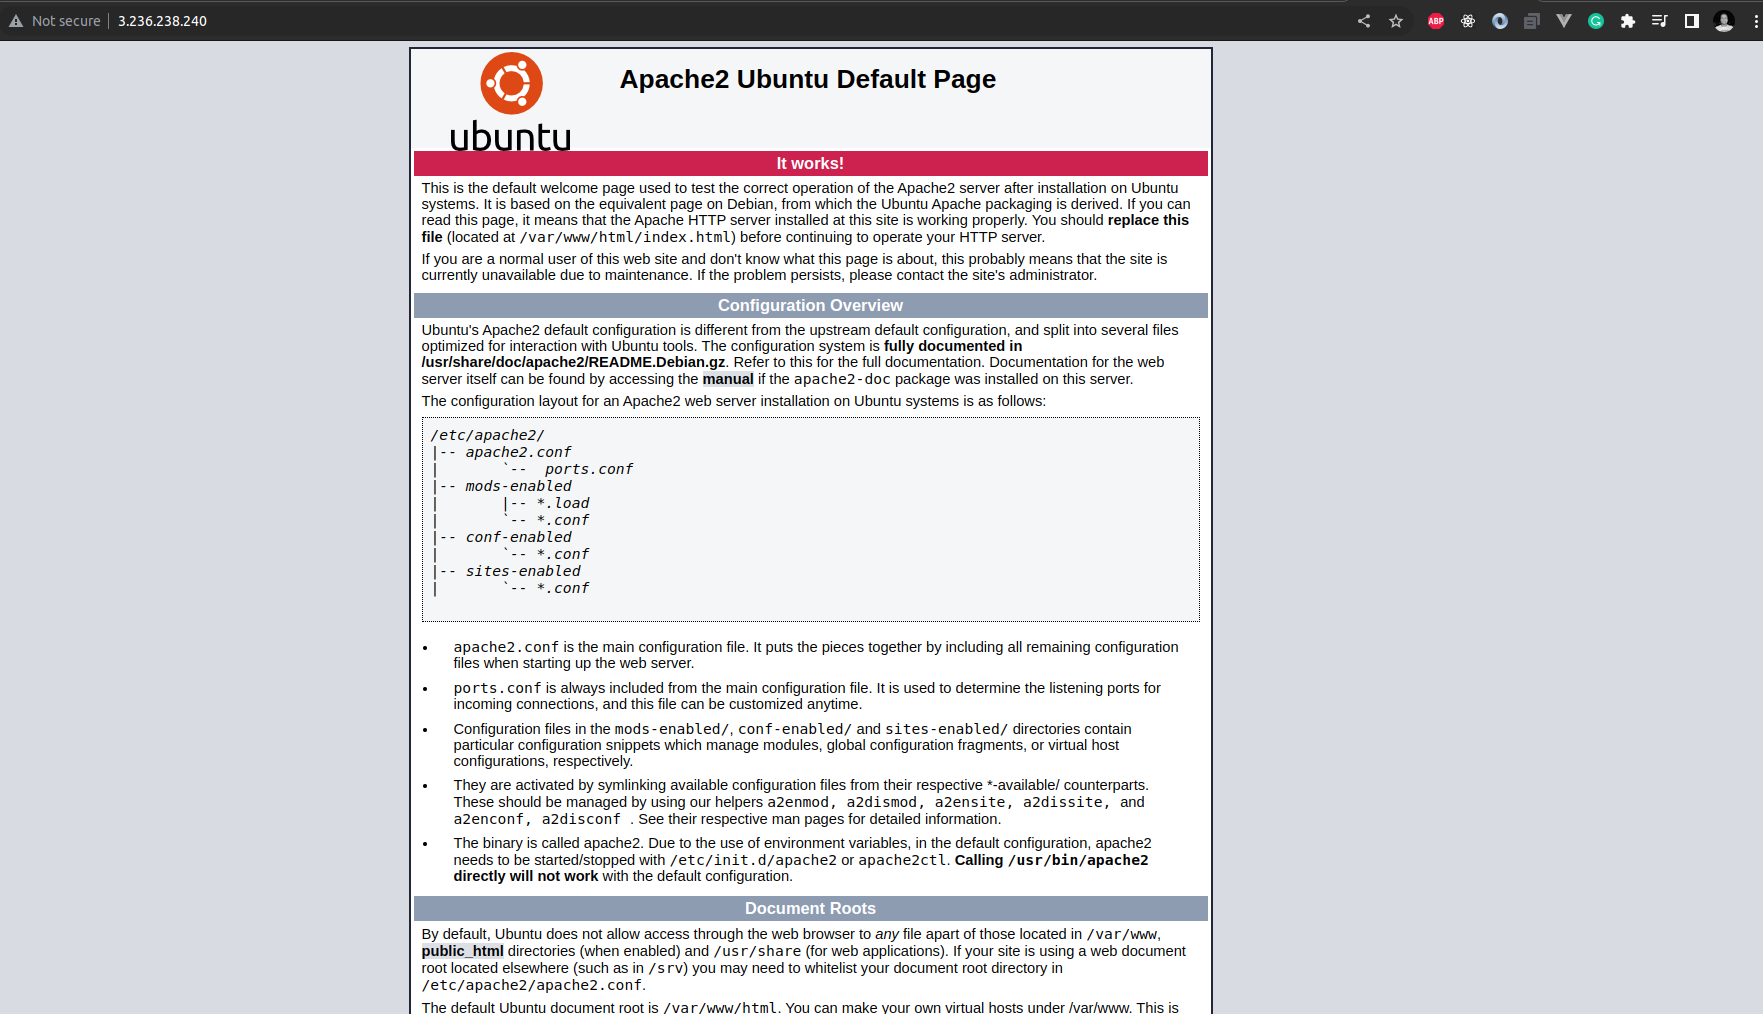 Not secure 3.236.238.240
ABP
G
ubuntu
Apache2 Ubuntu Default Page
It works!
This is the default welcome page used to test the correct operation of the Apache2 server after installation on Ubuntu
systems. It is based on the equivalent page on Debian, from which the Ubuntu Apache packaging is derived. If you can
read this page, it means that the Apache HTTP server installed at this site is working properly. You should replace this
file (located at /var/www/html/index.html) before continuing to operate your HTTP server.
If you are a normal user of this web site and don't know what this page is about, this probably means that the site is
currently unavailable due to maintenance. If the problem persists, please contact the site's administrator.
Configuration Overview
Ubuntu's Apache2 default configuration is different from the upstream default configuration, and split into several files
optimized for interaction with Ubuntu tools. The configuration system is fully documented in
/usr/share/doc/apache2/README.Debian.gz. Refer to this for the full documentation. Documentation for the web
server itself can be found by accessing the manual if the apache2-doc package was installed on this server.
The configuration layout for an Apache2 web server installation on Ubuntu systems is as follows:
/etc/apache2/
|-- apache2.conf
|       `--  ports.conf
|-- mods-enabled
|       |-- *.load
|       `-- *.conf
|-- conf-enabled
|       `-- *.conf
|-- sites-enabled
|       `-- *.conf
• apache2.conf is the main configuration file. It puts the pieces together by including all remaining configuration
files when starting up the web server.
• ports.conf is always included from the main configuration file. It is used to determine the listening ports for
incoming connections, and this file can be customized anytime.
• Configuration files in the mods-enabled/, conf-enabled/ and sites-enabled/ directories contain
particular configuration snippets which manage modules, global configuration fragments, or virtual host
configurations, respectively.
• They are activated by symlinking available configuration files from their respective *-available/ counterparts.
These should be managed by using our helpers a2enmod, a2dismod, a2ensite, a2dissite, and
a2enconf, a2disconf . See their respective man pages for detailed information.
• The binary is called apache2. Due to the use of environment variables, in the default configuration, apache2
needs to be started/stopped with /etc/init.d/apache2 or apache2ctl. Calling /usr/bin/apache2
directly will not work with the default configuration.
Document Roots
By default, Ubuntu does not allow access through the web browser to any file apart of those located in /var/www,
public_html directories (when enabled) and /usr/share (for web applications). If your site is using a web document
root located elsewhere (such as in /srv) you may need to whitelist your document root directory in
/etc/apache2/apache2.conf.
The default Ubuntu document root is /var/www/html. You can make your own virtual hosts under /var/www. This is